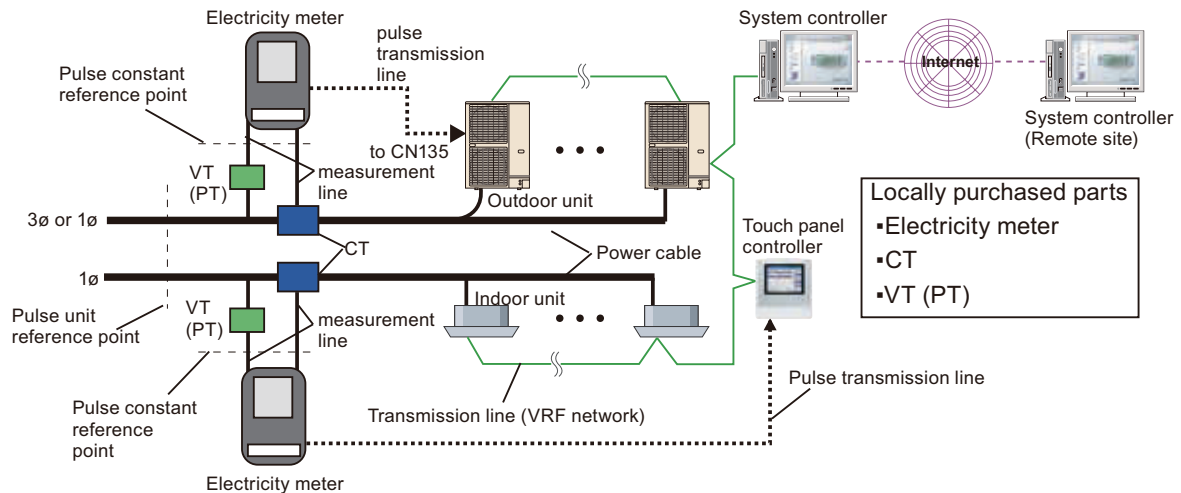 Electricity meter
pulse
transmission
line
System controller
Internet
System controller
(Remote site)
Pulse constant
reference point
to CN135
VT
(PT)
measurement
line
Outdoor unit
3ø or 1ø
CT
Power cable
Touch panel
controller
Locally purchased parts
▪Electricity meter
▪CT
▪VT (PT)
1ø
Indoor unit
VT
(PT)
measurement
line
Pulse unit
reference point
Pulse transmission line
Pulse constant
reference
point
Transmission line (VRF network)
Electricity meter